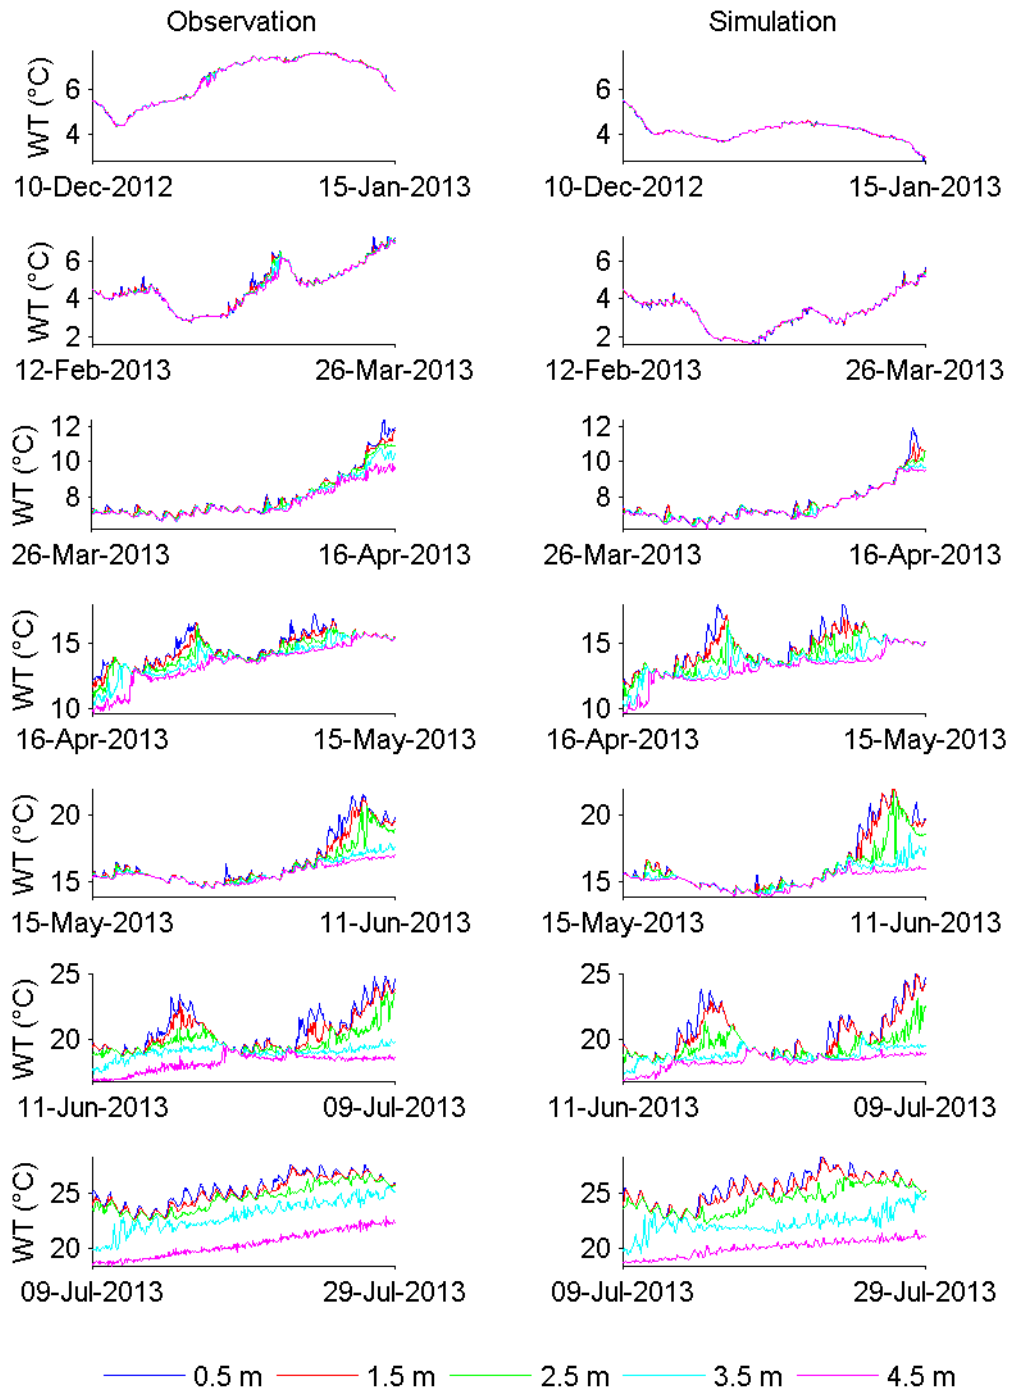 Observation Simulation
WT (°C) 6 4 6 4
10-Dec-2012 15-Jan-2013 10-Dec-2012 15-Jan-2013
WT (°C) 6 4 2 6 4 2
12-Feb-2013 26-Mar-2013 12-Feb-2013 26-Mar-2013
WT (°C) 12 10 8 12 10 8
26-Mar-2013 16-Apr-2013 26-Mar-2013 16-Apr-2013
WT (°C) 15 10 15 10
16-Apr-2013 15-May-2013 16-Apr-2013 15-May-2013
WT (°C) 20 15 20 15
15-May-2013 11-Jun-2013 15-May-2013 11-Jun-2013
WT (°C) 25 20 25 20
11-Jun-2013 09-Jul-2013 11-Jun-2013 09-Jul-2013
WT (°C) 25 20 25 20
09-Jul-2013 29-Jul-2013 09-Jul-2013 29-Jul-2013
0.5 m 1.5 m 2.5 m 3.5 m 4.5 m